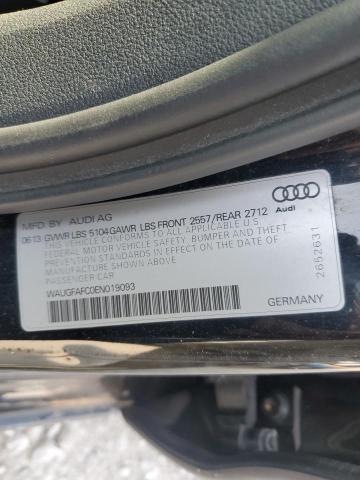 MFD. BY AUDI AG
0613 GVWR LBS 5104 GAWR LBS FRONT 2557/REAR 2712
THIS VEHICLE CONFORMS TO ALL APPLICABLE U.S.
FEDERAL MOTOR VEHICLE SAFETY, BUMPER AND THEFT
PREVENTION STANDARDS IN EFFECT ON THE DATE
OF MANUFACTURE SHOWN ABOVE
PASSENGER CAR
WAUGFAFC0EN019093
Audi
2652631
GERMANY